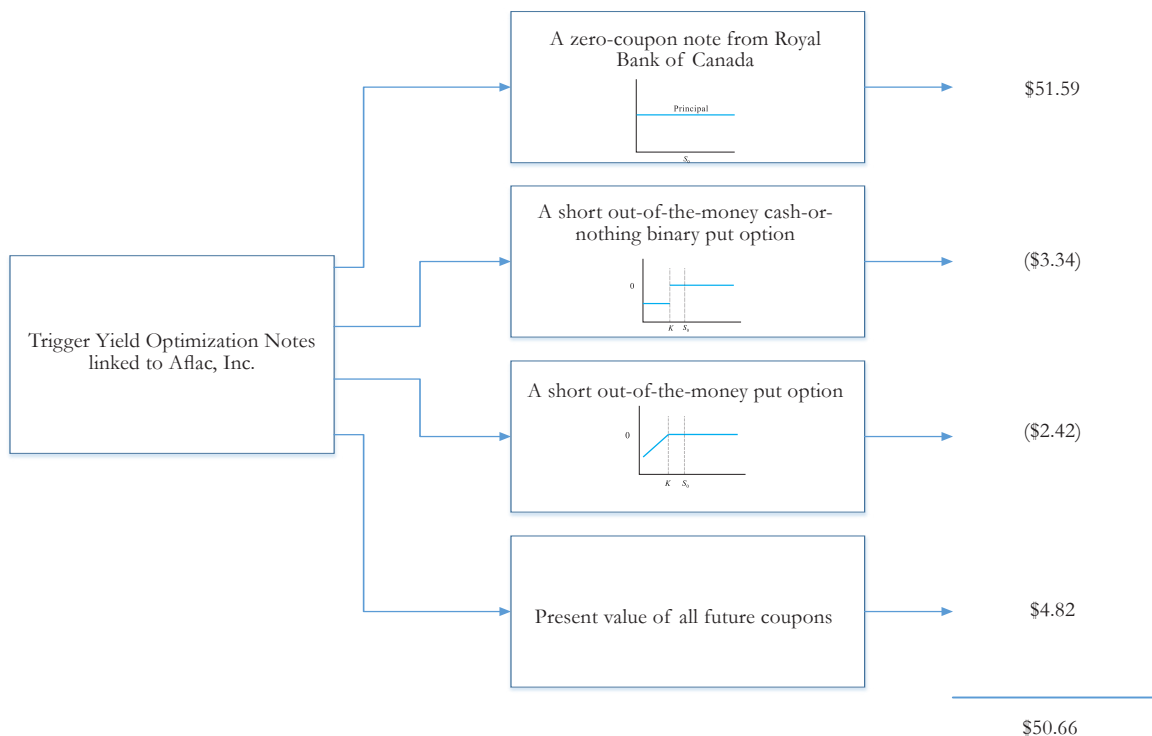 A zero-coupon note from Royal
Bank of Canada
Principal
S₀
$51.59
A short out-of-the-money cash-or-
nothing binary put option
0
K S₀
($3.34)
Trigger Yield Optimization Notes
linked to Aflac, Inc.
A short out-of-the-money put option
0
K S₀
($2.42)
Present value of all future coupons
$4.82
$50.66